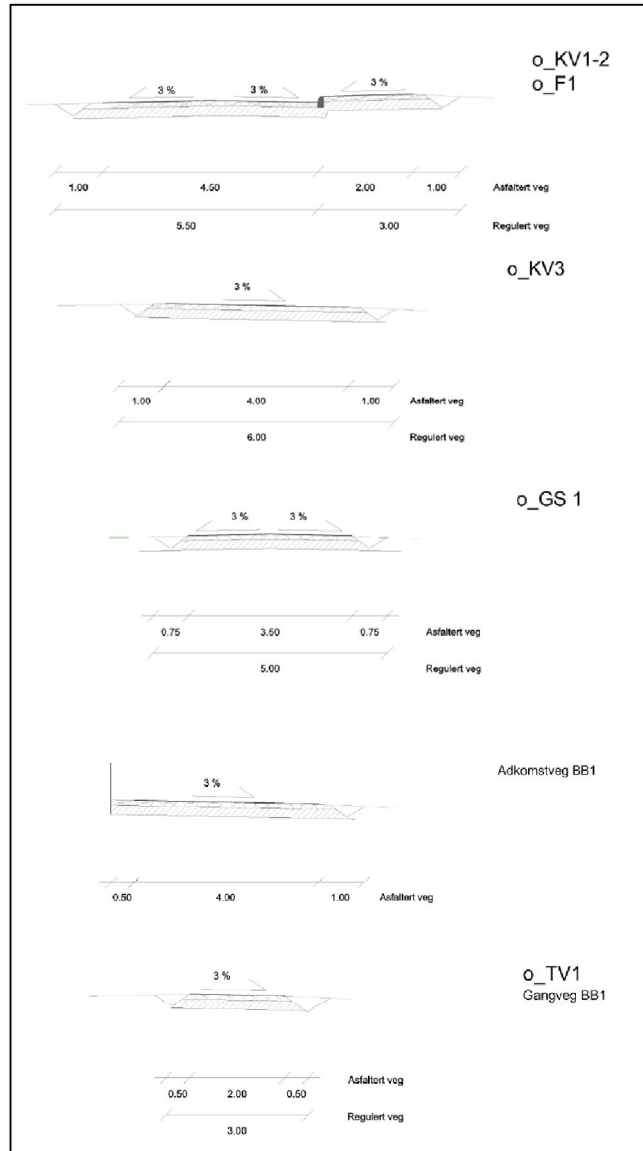 o_KV1-2
o_F1
3 % 3 % 3 %
1.00 4.50 2.00 1.00 Asfaltert veg
5.50 3.00 Regulert veg
o_KV3
3 %
1.00 4.00 1.00 Asfaltert veg
6.00 Regulert veg
o_GS 1
3 % 3 %
0.75 3.50 0.75 Asfaltert veg
5.00 Regulert veg
Adkomstveg BB1
3 %
0.50 4.00 1.00 Asfaltert veg
o_TV1
Gangveg BB1
3 %
0.50 2.00 0.50 Asfaltert veg
3.00 Regulert veg